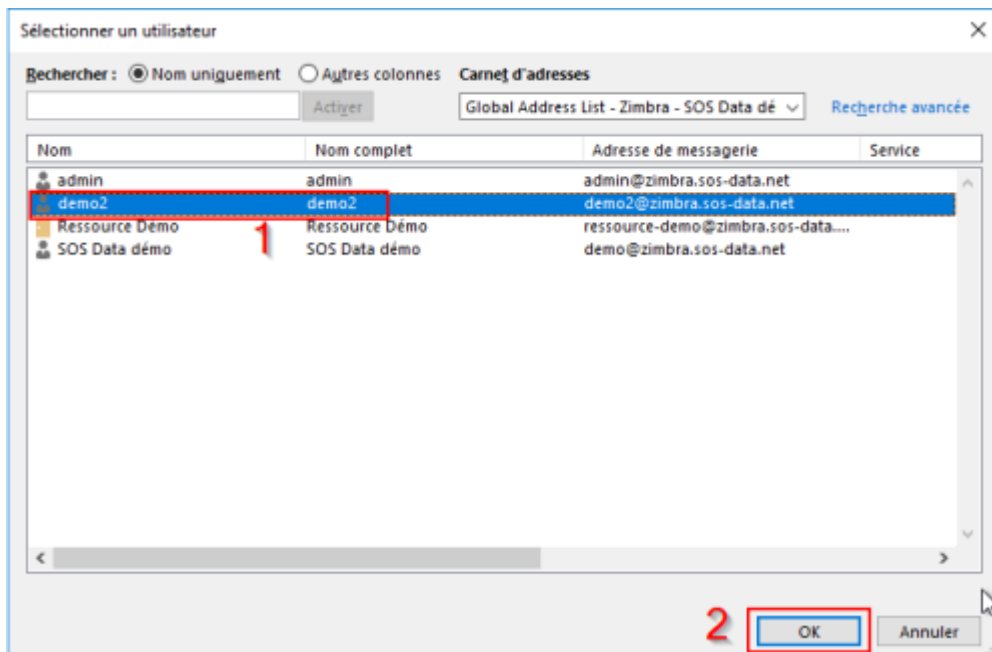 Sélectionner un utilisateur
Rechercher : Nom uniquement Autres colonnes Carnet d'adresses
Activer Global Address List - Zimbra - SOS Data dé Recherche avancée
Nom Nom complet Adresse de messagerie Service
admin admin admin@zimbra.sos-data.net
demo2 demo2 demo2@zimbra.sos-data.net
Ressource Démo Ressource Démo ressource-demo@zimbra.sos-data....
SOS Data démo SOS Data démo demo@zimbra.sos-data.net
1
2 OK Annuler